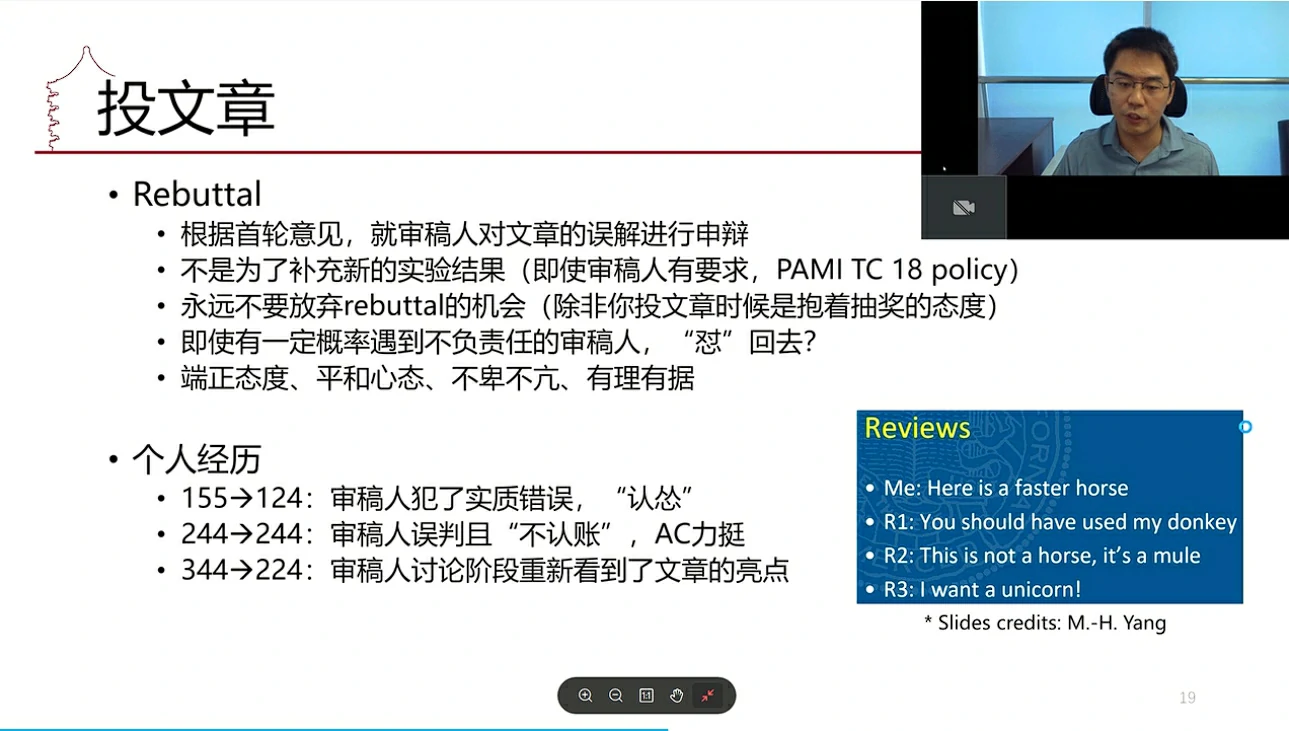 投文章
• Rebuttal
• 根据首轮意见，就审稿人对文章的误解进行申辩
• 不是为了补充新的实验结果（即使审稿人有要求，PAMI TC 18 policy）
• 永远不要放弃rebuttal的机会（除非你投文章时候是抱着抽奖的态度）
• 即使有一定概率遇到不负责任的审稿人，“怼”回去？
• 端正态度、平和心态、不卑不亢、有理有据
• 个人经历
• 155→124：审稿人犯了实质错误，“认怂”
• 244→244：审稿人误判且“不认账”，AC力挺
• 344→224：审稿人讨论阶段重新看到了文章的亮点
Reviews
• Me: Here is a faster horse
• R1: You should have used my donkey
• R2: This is not a horse, it’s a mule
• R3: I want a unicorn!
* Slides credits: M.-H. Yang
1:1
19